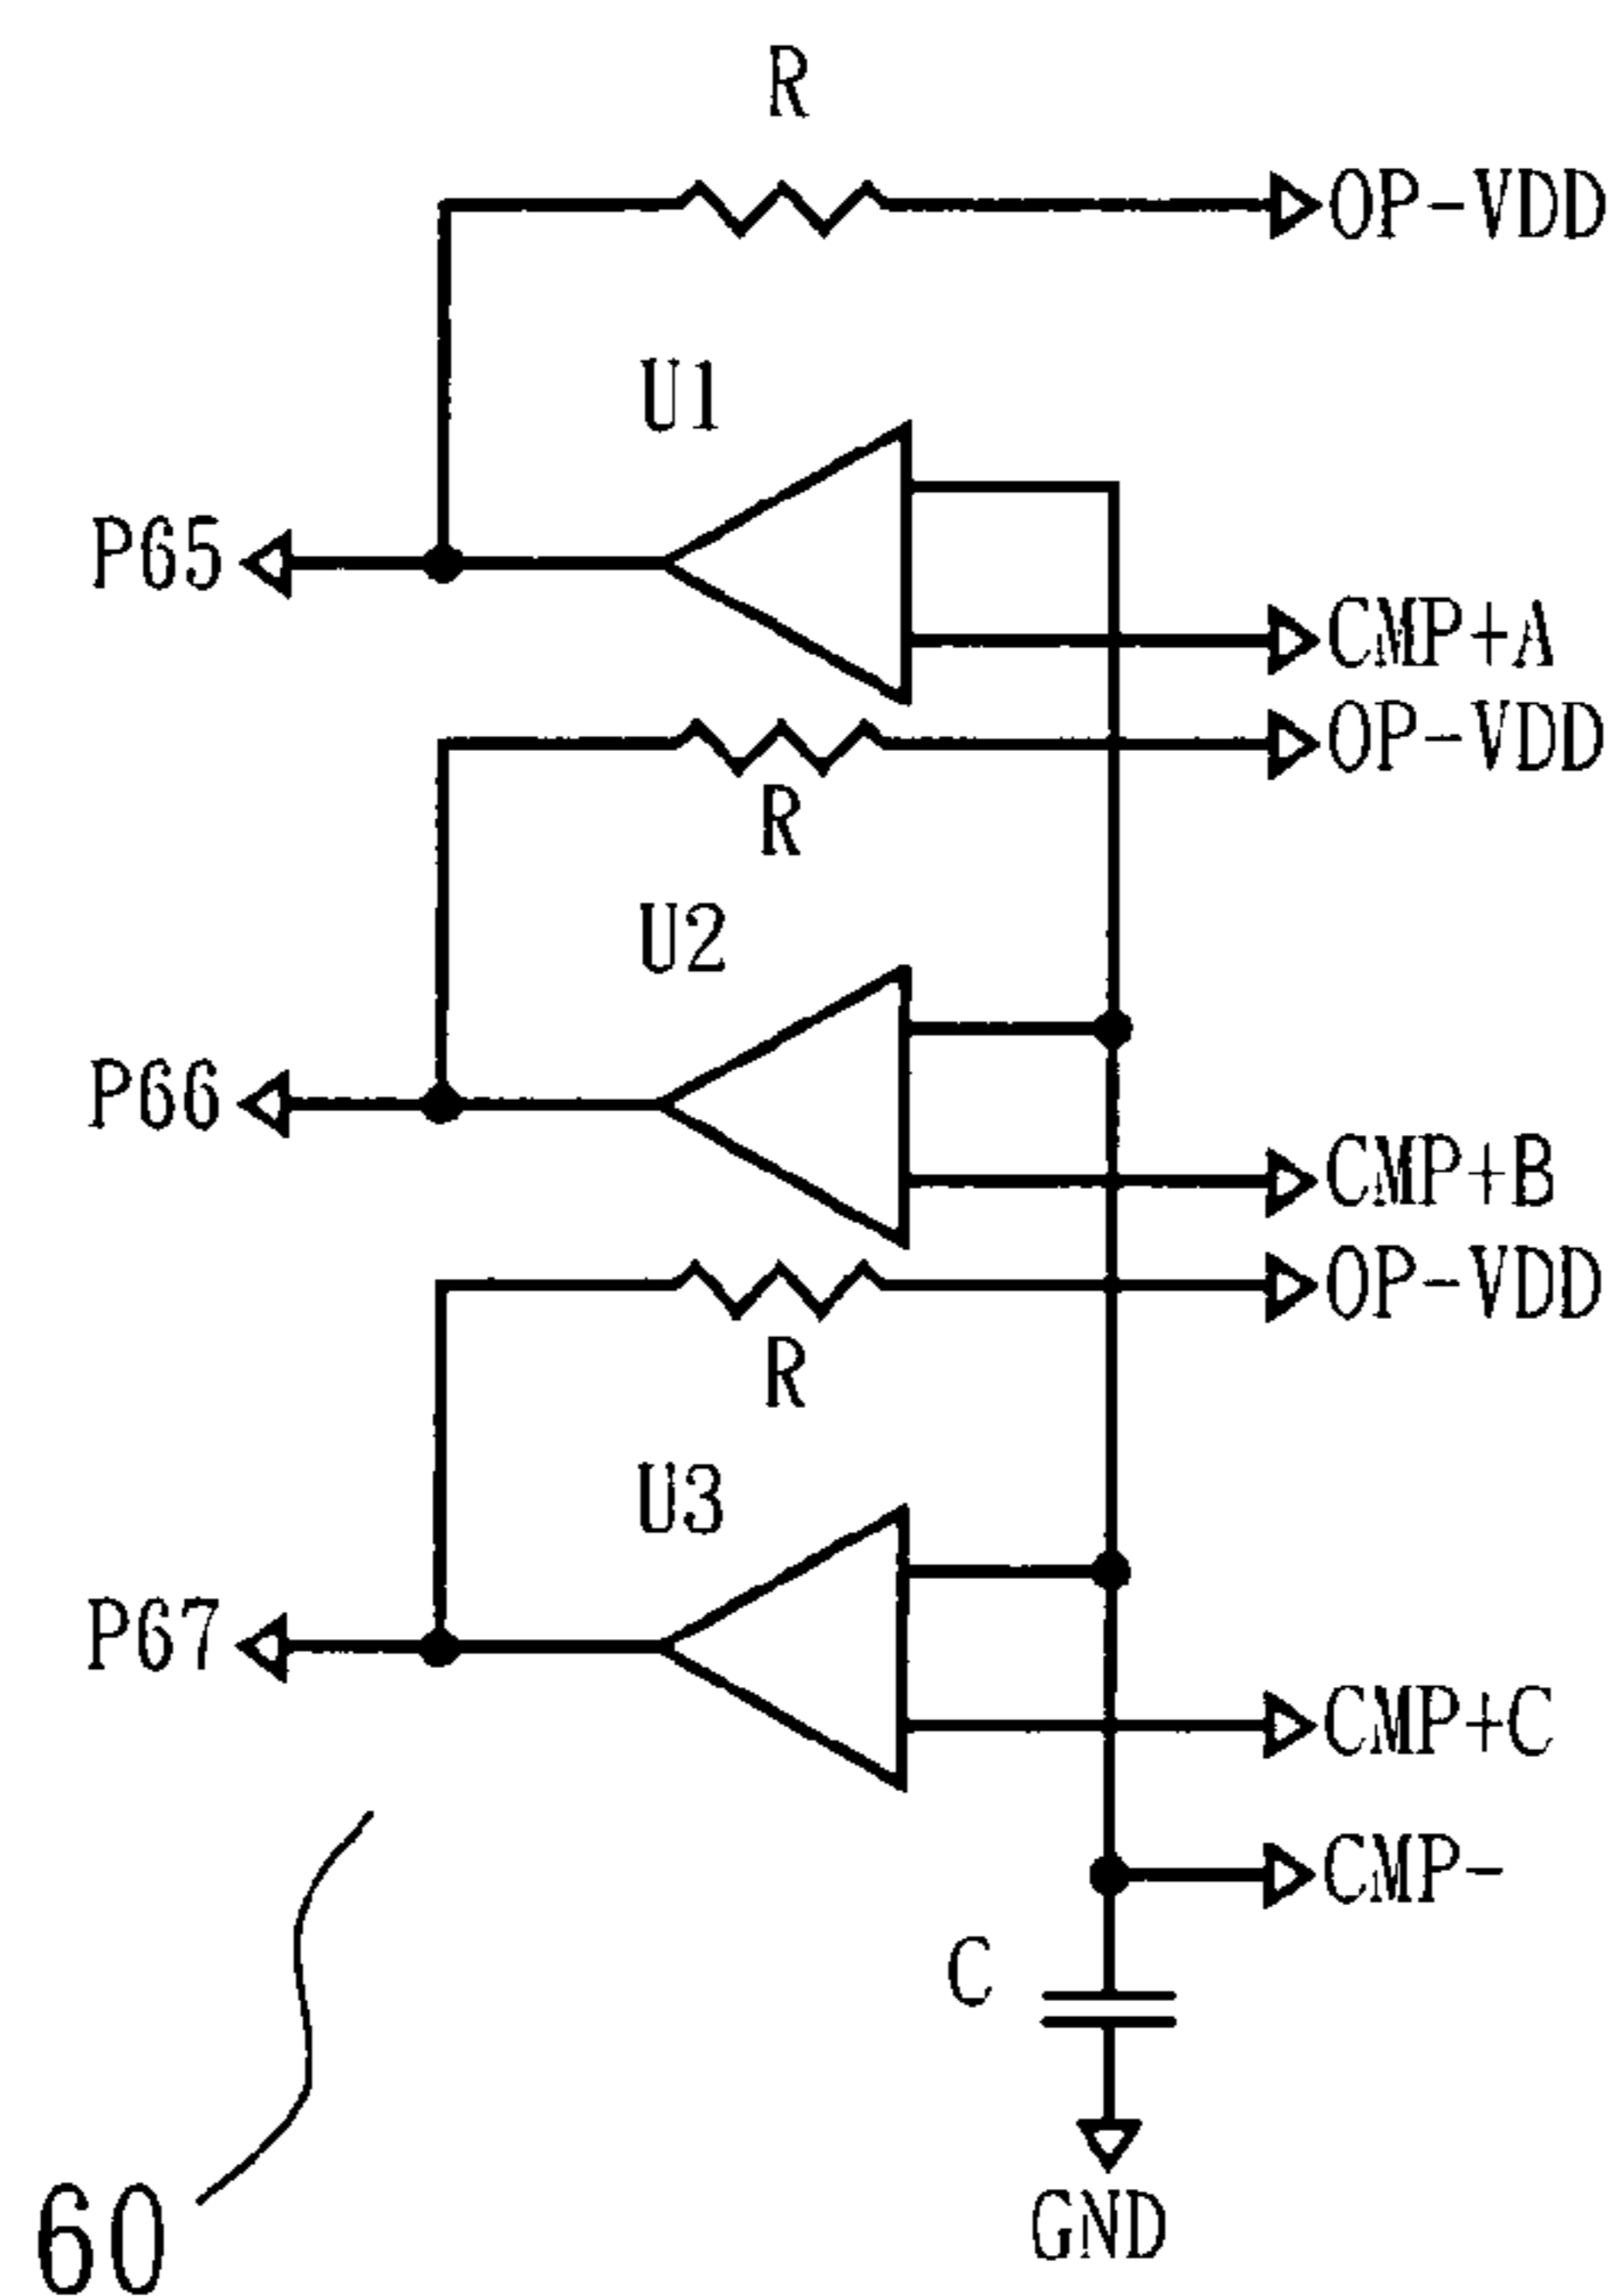 R
OP-VDD
U1
P65
CMP+A
OP-VDD
R
U2
P66
CMP+B
OP-VDD
R
U3
P67
CMP+C
CMP-
C
GND
60